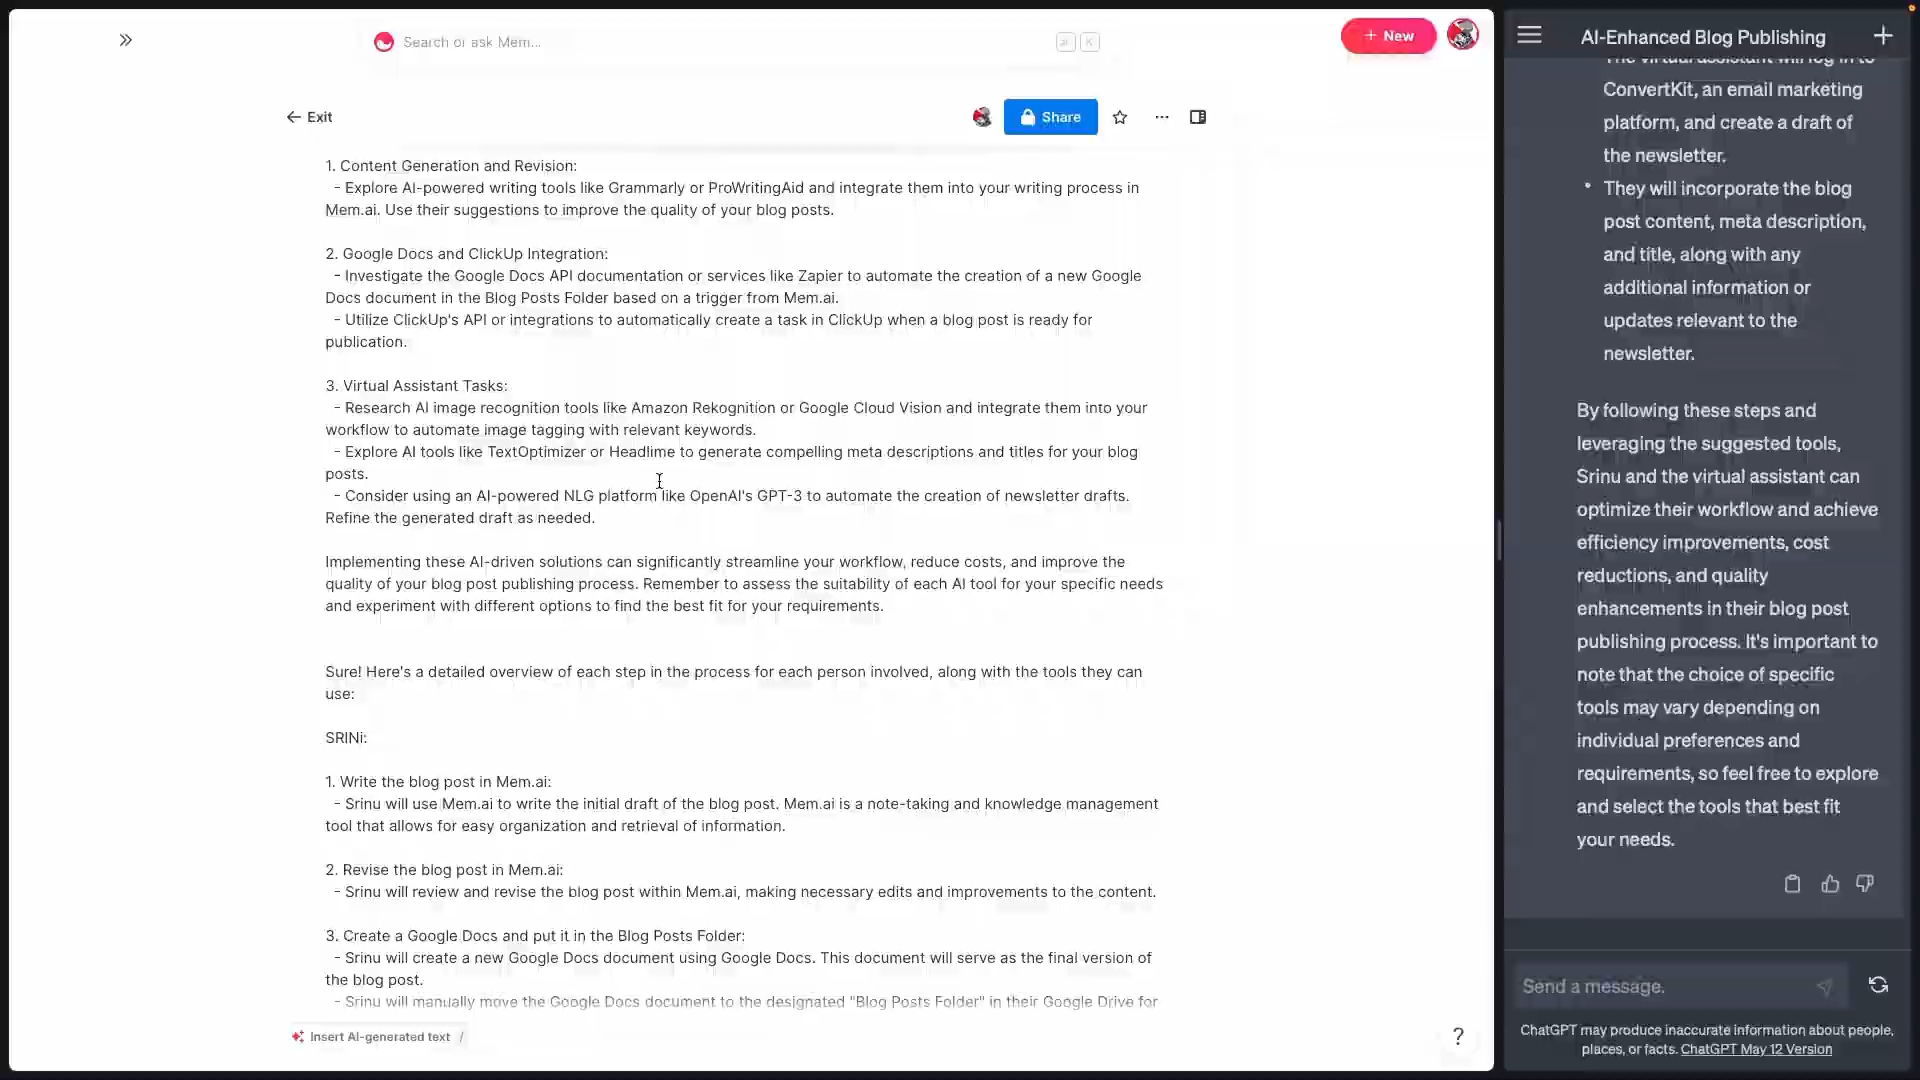 Search or ask Mem...
K
+ New
← Exit
Share
1. Content Generation and Revision:
- Explore AI-powered writing tools like Grammarly or ProWritingAid and integrate them into your writing process in
Mem.ai. Use their suggestions to improve the quality of your blog posts.
2. Google Docs and ClickUp Integration:
- Investigate the Google Docs API documentation or services like Zapier to automate the creation of a new Google
Docs document in the Blog Posts Folder based on a trigger from Mem.ai.
- Utilize ClickUp's API or integrations to automatically create a task in ClickUp when a blog post is ready for
publication.
3. Virtual Assistant Tasks:
- Research AI image recognition tools like Amazon Rekognition or Google Cloud Vision and integrate them into your
workflow to automate image tagging with relevant keywords.
- Explore AI tools like TextOptimizer or Headlime to generate compelling meta descriptions and titles for your blog
posts.
- Consider using an AI-powered NLG platform like OpenAI's GPT-3 to automate the creation of newsletter drafts.
Refine the generated draft as needed.
Implementing these AI-driven solutions can significantly streamline your workflow, reduce costs, and improve the
quality of your blog post publishing process. Remember to assess the suitability of each AI tool for your specific needs
and experiment with different options to find the best fit for your requirements.
Sure! Here's a detailed overview of each step in the process for each person involved, along with the tools they can
use:
SRINi:
1. Write the blog post in Mem.ai:
- Srinu will use Mem.ai to write the initial draft of the blog post. Mem.ai is a note-taking and knowledge management
tool that allows for easy organization and retrieval of information.
2. Revise the blog post in Mem.ai:
- Srinu will review and revise the blog post within Mem.ai, making necessary edits and improvements to the content.
3. Create a Google Docs and put it in the Blog Posts Folder:
- Srinu will create a new Google Docs document using Google Docs. This document will serve as the final version of
the blog post.
- Srinu will manually move the Google Docs document to the designated "Blog Posts Folder" in their Google Drive for
Insert AI-generated text /
?
AI-Enhanced Blog Publishing
The virtual assistant will log in to
ConvertKit, an email marketing
platform, and create a draft of
the newsletter.
• They will incorporate the blog
post content, meta description,
and title, along with any
additional information or
updates relevant to the
newsletter.
By following these steps and
leveraging the suggested tools,
Srinu and the virtual assistant can
optimize their workflow and achieve
efficiency improvements, cost
reductions, and quality
enhancements in their blog post
publishing process. It's important to
note that the choice of specific
tools may vary depending on
individual preferences and
requirements, so feel free to explore
and select the tools that best fit
your needs.
Send a message.
ChatGPT may produce inaccurate information about people,
places, or facts. ChatGPT May 12 Version